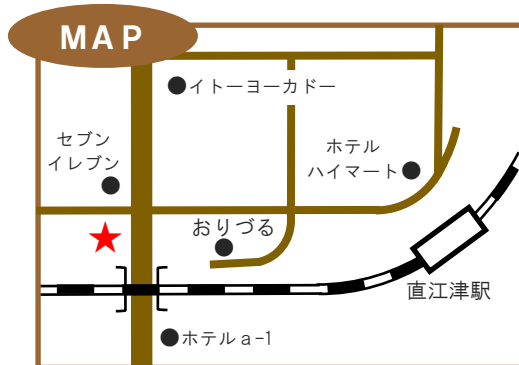 MAP
イトーヨーカドー
セブン
イレブン
ホテル
ハイマート
おりづる
直江津駅
ホテルa-1